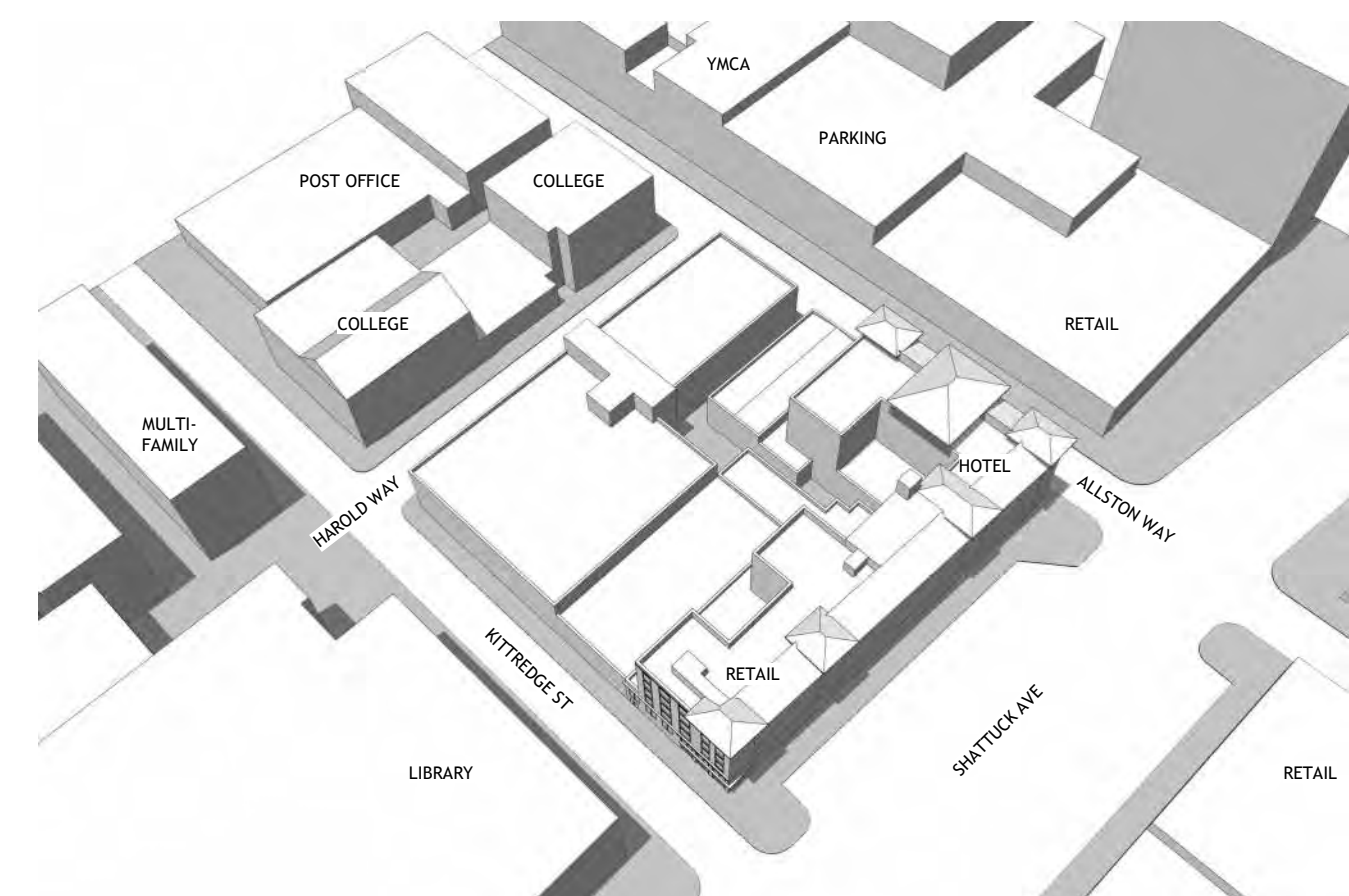 YMCA
PARKING
POST OFFICE
COLLEGE
COLLEGE
RETAIL
MULTI-
FAMILY
HOTEL
HAROLD WAY
ALLSTON WAY
KITTREDGE ST
RETAIL
SHATTUCK AVE
LIBRARY
RETAIL